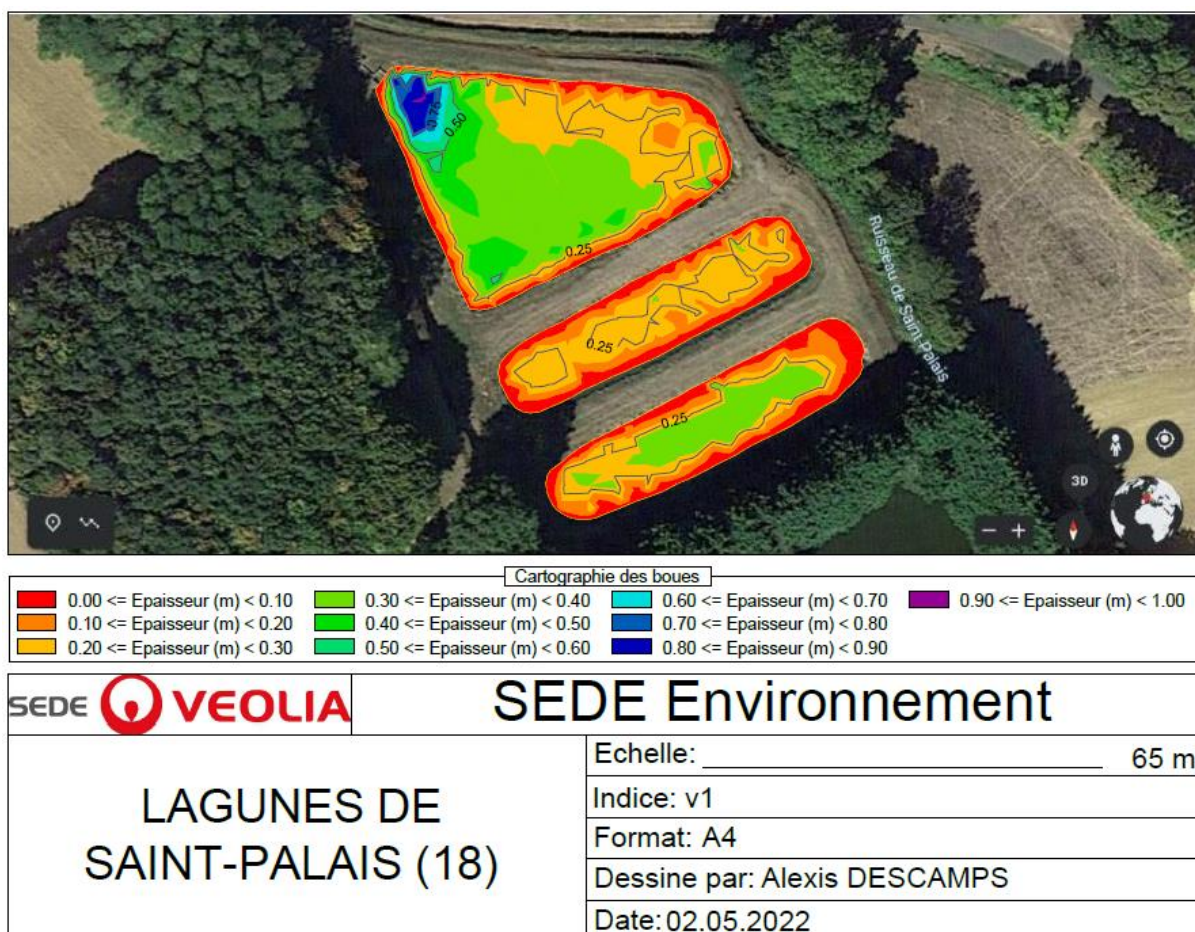 0.75
0.50
0.25
0.25
0.25
Ruisseau de Saint-Palais
3D
Cartographie des boues
0.00 <= Epaisseur (m) < 0.10
0.30 <= Epaisseur (m) < 0.40
0.60 <= Epaisseur (m) < 0.70
0.90 <= Epaisseur (m) < 1.00
0.10 <= Epaisseur (m) < 0.20
0.40 <= Epaisseur (m) < 0.50
0.70 <= Epaisseur (m) < 0.80
0.20 <= Epaisseur (m) < 0.30
0.50 <= Epaisseur (m) < 0.60
0.80 <= Epaisseur (m) < 0.90
SEDE VEOLIA
SEDE Environnement
LAGUNES DE
SAINT-PALAIS (18)
Echelle: 65 m
Indice: v1
Format: A4
Dessine par: Alexis DESCAMPS
Date: 02.05.2022